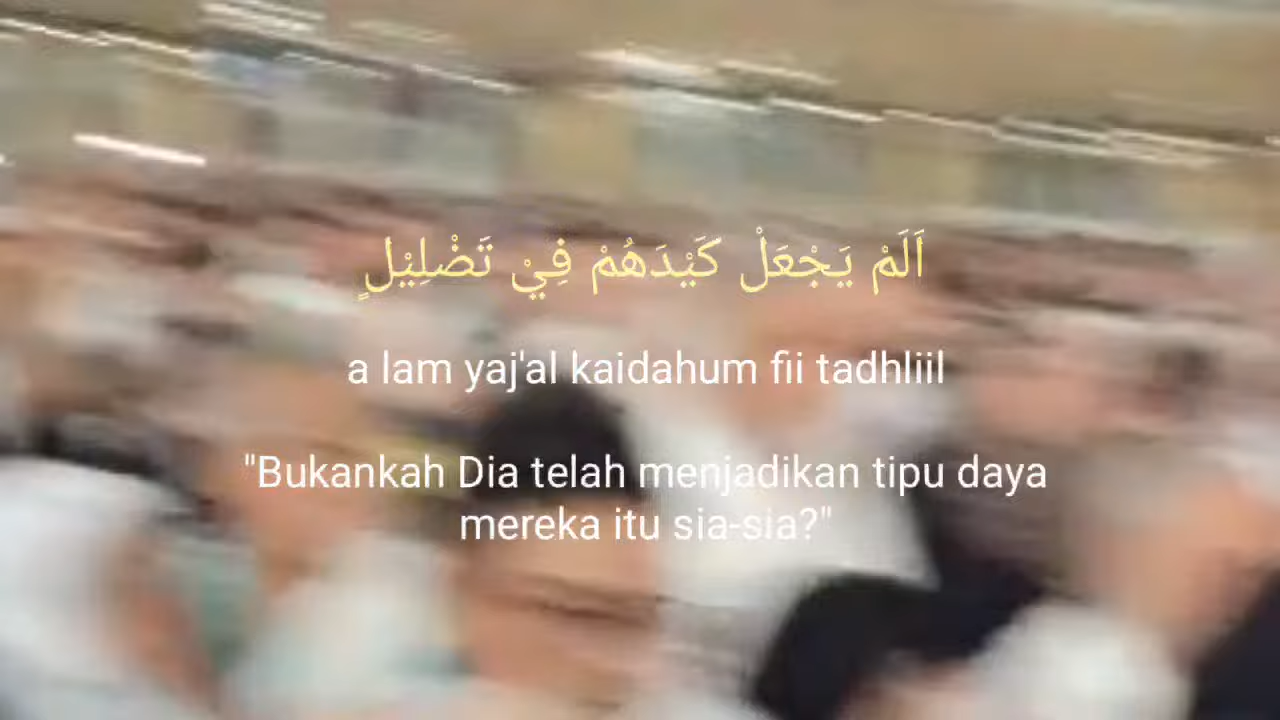 اَلَمْ يَجْعَلْ كَيْدَهُمْ فِيْ تَضْلِيْلٍ
a lam yaj'al kaidahum fii tadhliil
"Bukankah Dia telah menjadikan tipu daya
mereka itu sia-sia?"